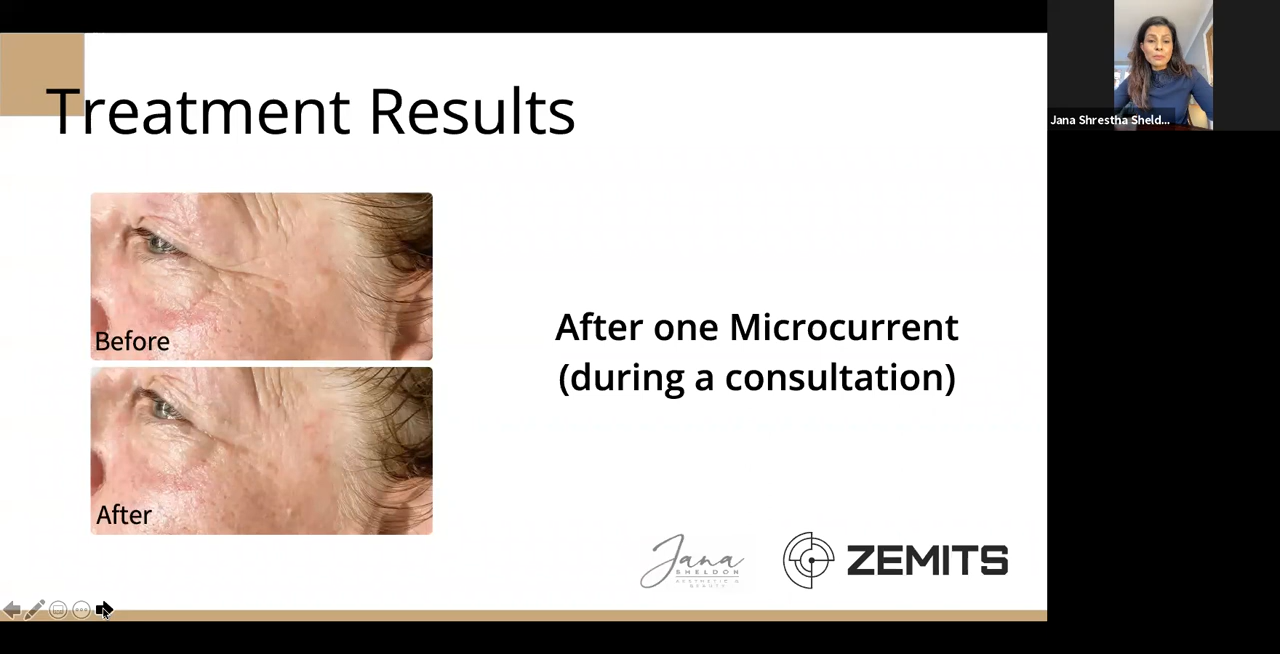 Treatment Results
Before
After
After one Microcurrent
(during a consultation)
Jana
SHELDON
AESTHETIC &
BEAUTY
ZEMITS
Jana Shrestha Sheld...